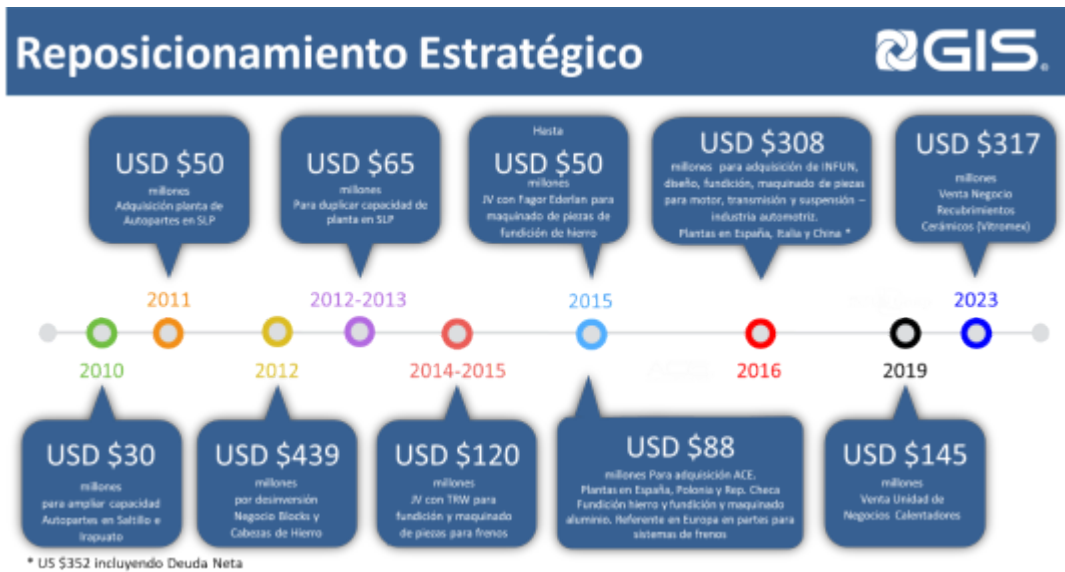 Reposicionamiento Estratégico
GIS®
USD $50
millones
Adquisición planta de
Autopartes en SLP
USD $65
millones
Para duplicar capacidad de
planta en SLP
Hasta
USD $50
millones
JV con Fagor Ederlan para
maquinado de piezas de
fundición de hierro
USD $308
millones para adquisición de INFUN,
diseño, fundición, maquinado de piezas
para motor, transmisión y suspensión –
industria automotriz.
Plantas en España, Italia y China *
USD $317
millones
Venta Negocio
Recubrimientos
Cerámicos (Vitromex)
2011
2012-2013
2015
2023
2010
2012
2014-2015
2016
2019
USD $30
millones
para ampliar capacidad
Autopartes en Saltillo e
Irapuato
USD $439
millones
por desinversión
Negocio Blocks y
Cabezas de Hierro
USD $120
millones
JV con TRW para
fundición y maquinado
de piezas para frenos
USD $88
millones Para adquisición ACE.
Plantas en España, Polonia y Rep. Checa
Fundición hierro y fundición y maquinado
aluminio. Referente en Europa en partes para
sistemas de frenos
USD $145
millones
Venta Unidad de
Negocios Calentadores
* US $352 incluyendo Deuda Neta